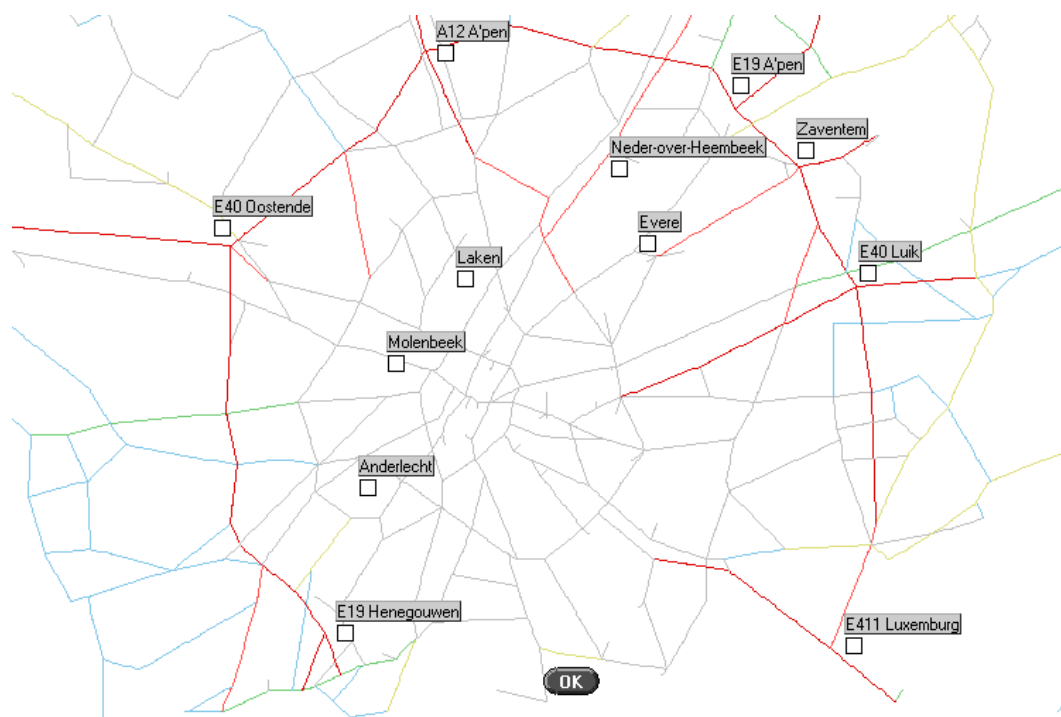 A12 A'pen
E19 A'pen
Zaventem
Neder-over-Heembeek
E40 Oostende
Evere
E40 Luik
Laken
Molenbeek
Anderlecht
E19 Henegouwen
E411 Luxemburg
OK